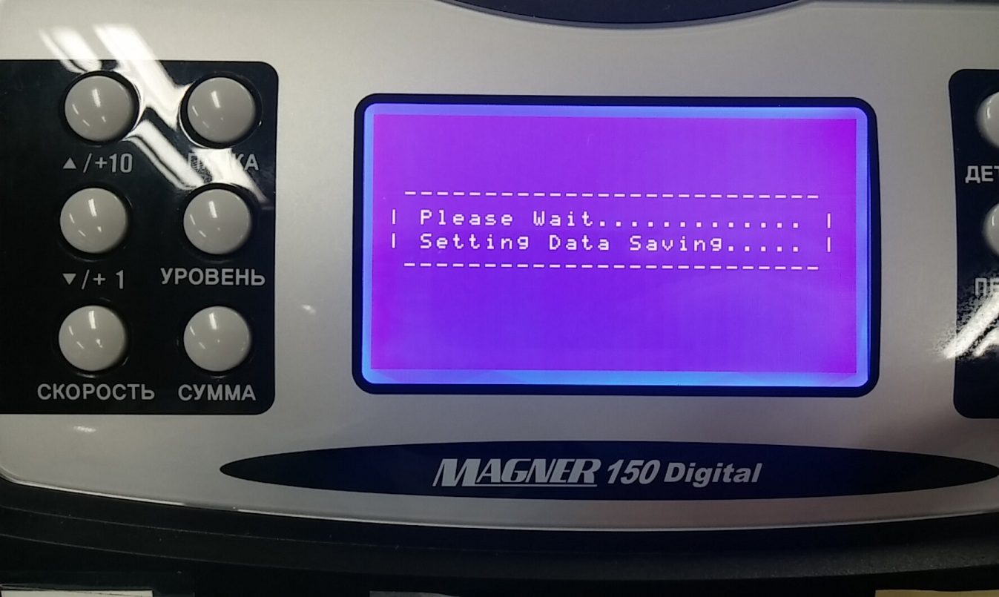 ▲/+10
▼/+ 1
УРОВЕНЬ
СКОРОСТЬ
СУММА
---------------------------
| Please Wait............. |
| Setting Data Saving..... |
---------------------------
MAGNER 150 Digital